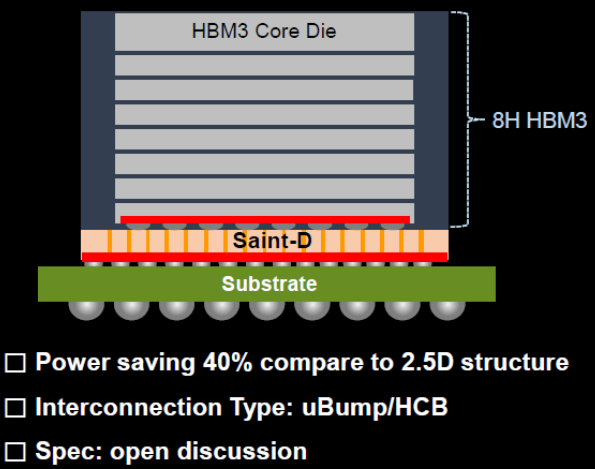 HBM3 Core Die
8H HBM3
Saint-D
Substrate
Power saving 40% compare to 2.5D structure
Interconnection Type: uBump/HCB
Spec: open discussion